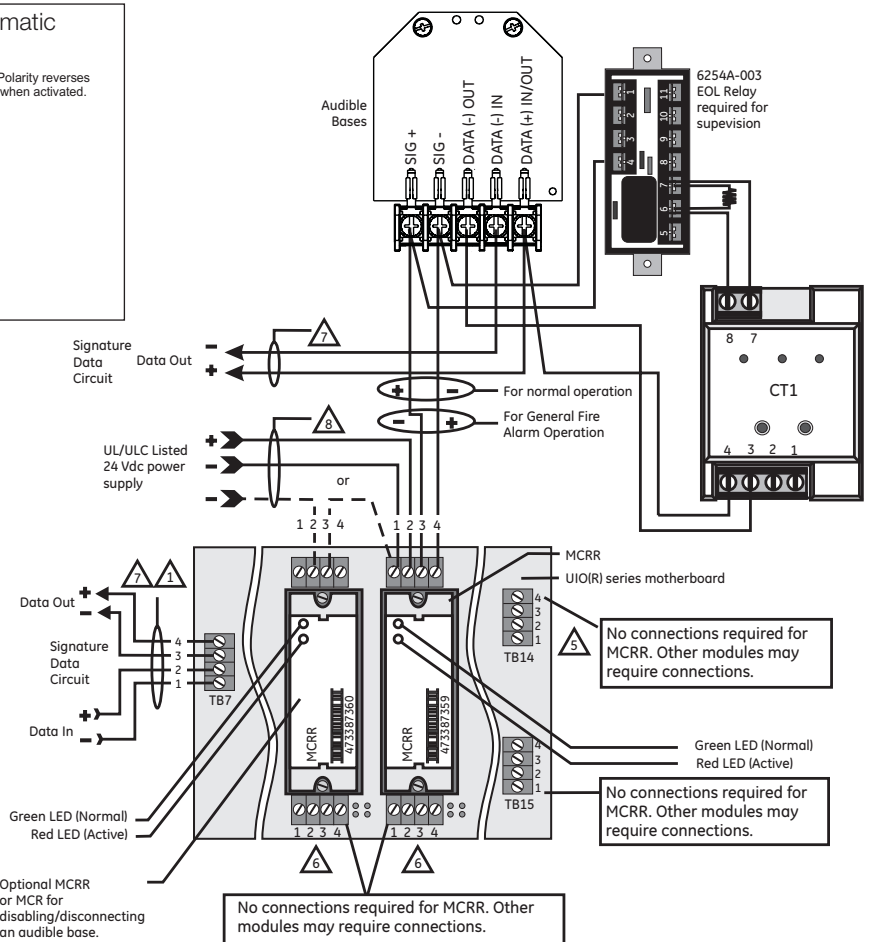 matic
Polarity reverses
when activated.
Audible
Bases
SIG +
SIG -
DATA (-) OUT
DATA (-) IN
DATA (+) IN/OUT
1
2
3
4
11
10
9
8
7
6
5
6254A-003
EOL Relay
required for
supevision
8 7
CT1
4 3 2 1
Signature
Data
Circuit
Data Out
-
+
7
+ -
For normal operation
- +
For General Fire
Alarm Operation
8
UL/ULC Listed
24 Vdc power
supply
+
-
-
or
1 2 3 4
1 2 3 4
MCRR
UIO(R) series motherboard
7
1
Data Out
+
-
Signature
Data
Circuit
4
3
2
1
TB7
+
-
Data In
MCRR
473387360
MCRR
473387359
4
3
2
1
TB14
5
No connections required for
MCRR. Other modules may
require connections.
Green LED (Normal)
Red LED (Active)
4
3
2
1
TB15
No connections required for
MCRR. Other modules may
require connections.
Green LED (Normal)
Red LED (Active)
1 2 3 4
1 2 3 4
6
6
Optional MCRR
or MCR for
disabling/disconnecting
an audible base.
No connections required for MCRR. Other
modules may require connections.